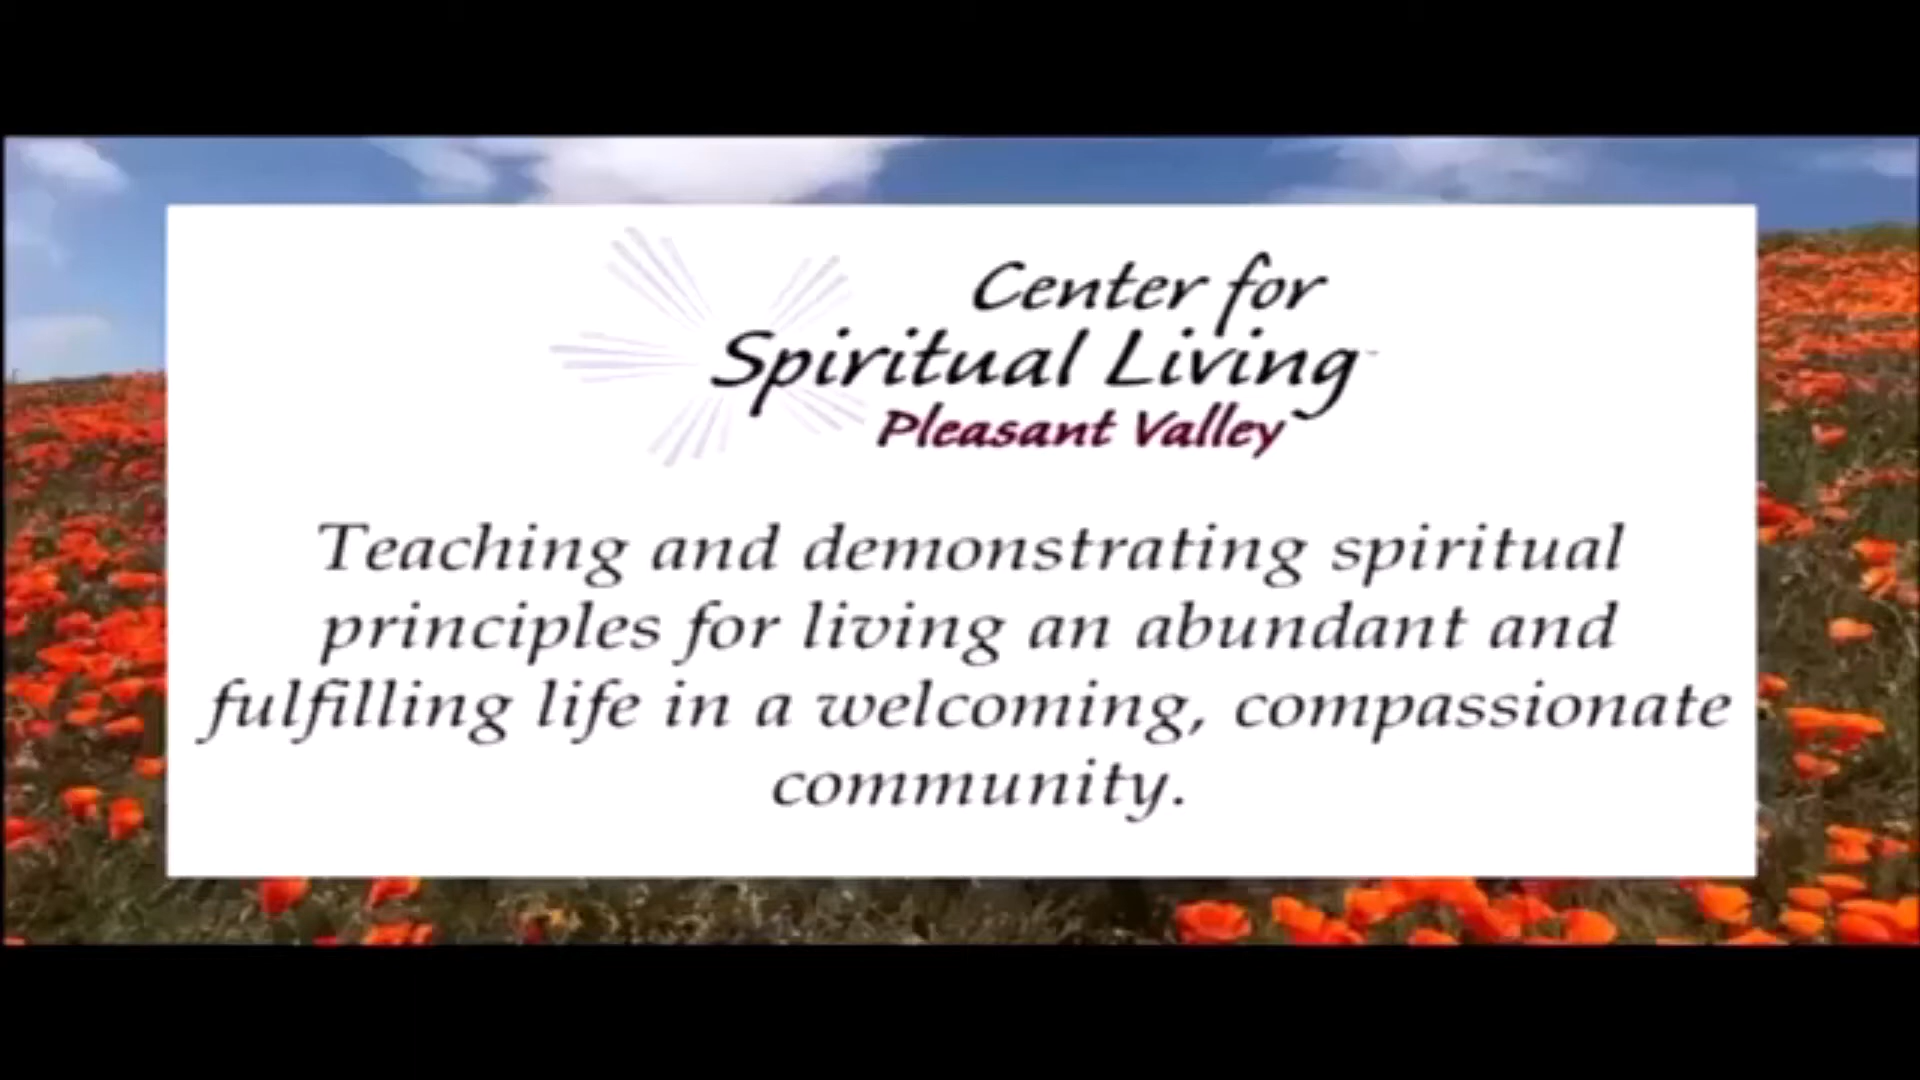 Center for
Spiritual Living
Pleasant Valley
Teaching and demonstrating spiritual
principles for living an abundant and
fulfilling life in a welcoming, compassionate
community.